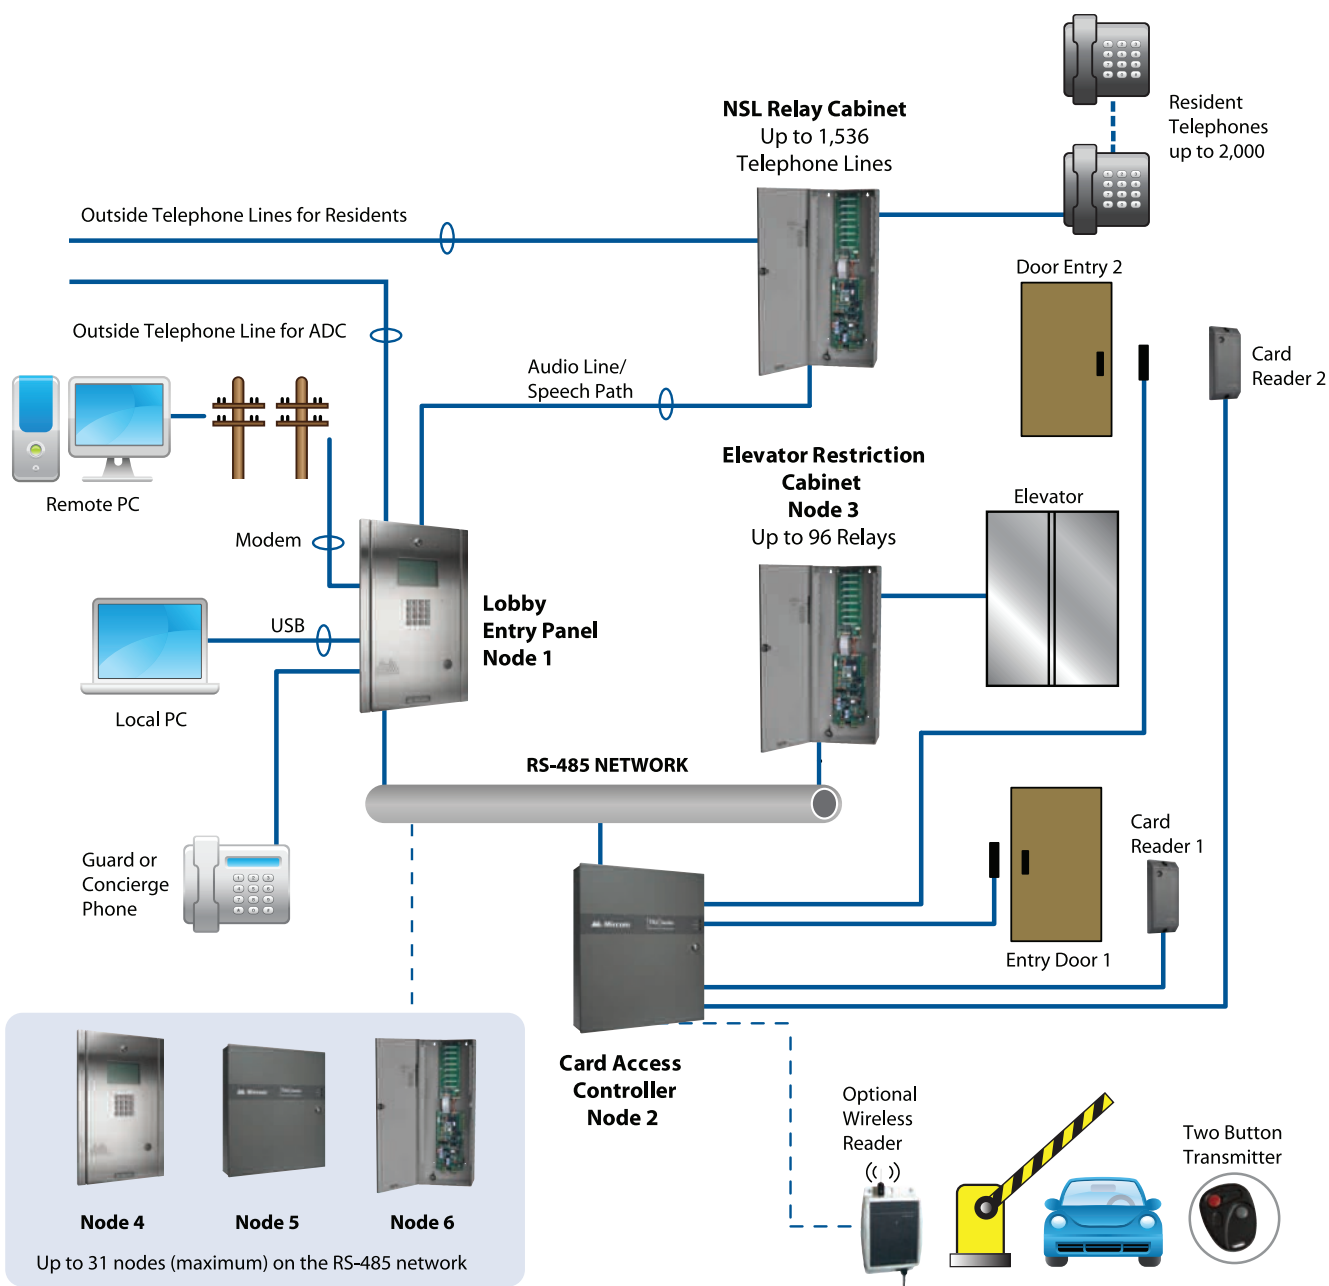 NSL Relay Cabinet
Up to 1,536
Telephone Lines
Resident
Telephones
up to 2,000
Outside Telephone Lines for Residents
Door Entry 2
Outside Telephone Line for ADC
Card
Reader 2
Audio Line/
Speech Path
Remote PC
Elevator Restriction
Cabinet
Node 3
Up to 96 Relays
Elevator
Modem
Lobby
Entry Panel
Node 1
USB
Local PC
RS-485 NETWORK
Card
Reader 1
Guard or
Concierge
Phone
Mircom
Entry Door 1
Card Access
Controller
Node 2
Optional
Wireless
Reader
Two Button
Transmitter
Mircom
Node 4
Node 5
Node 6
Up to 31 nodes (maximum) on the RS-485 network